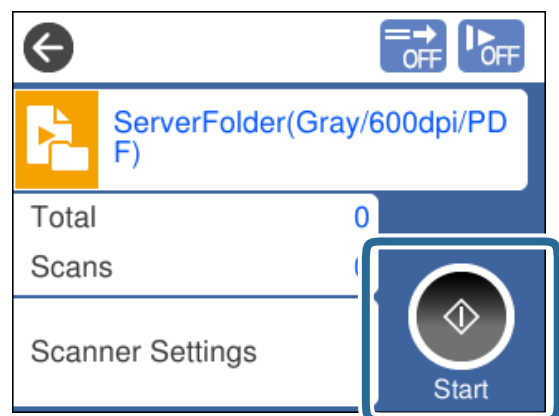 OFF OFF
ServerFolder(Gray/600dpi/PD
F)
Total 0
Scans
Scanner Settings
Start